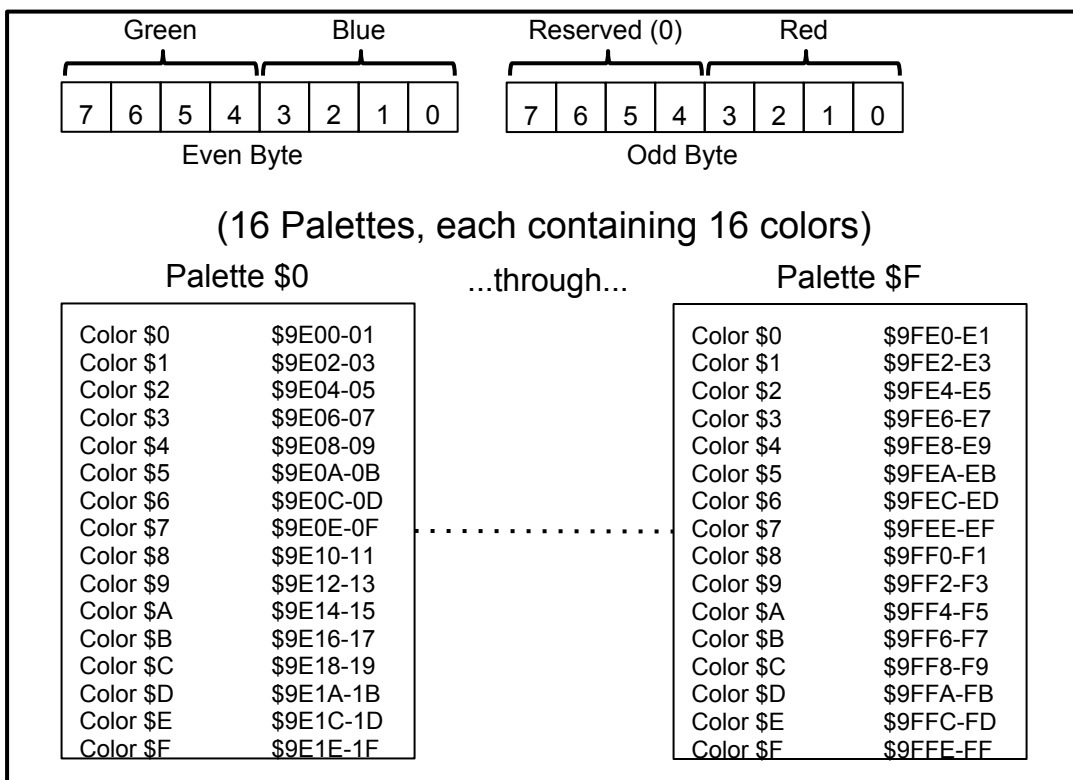 Green Blue Reserved (0) Red
7 6 5 4 3 2 1 0 7 6 5 4 3 2 1 0
Even Byte Odd Byte
(16 Palettes, each containing 16 colors)
Palette $0 ...through... Palette $F
Color $0 $9E00-01 Color $0 $9FE0-E1
Color $1 $9E02-03 Color $1 $9FE2-E3
Color $2 $9E04-05 Color $2 $9FE4-E5
Color $3 $9E06-07 Color $3 $9FE6-E7
Color $4 $9E08-09 Color $4 $9FE8-E9
Color $5 $9E0A-0B Color $5 $9FEA-EB
Color $6 $9E0C-0D Color $6 $9FEC-ED
Color $7 $9E0E-0F Color $7 $9FEE-EF
Color $8 $9E10-11 Color $8 $9FF0-F1
Color $9 $9E12-13 Color $9 $9FF2-F3
Color $A $9E14-15 Color $A $9FF4-F5
Color $B $9E16-17 Color $B $9FF6-F7
Color $C $9E18-19 Color $C $9FF8-F9
Color $D $9E1A-1B Color $D $9FFA-FB
Color $E $9E1C-1D Color $E $9FFC-FD
Color $F $9E1E-1F Color $F $9FFE-FF